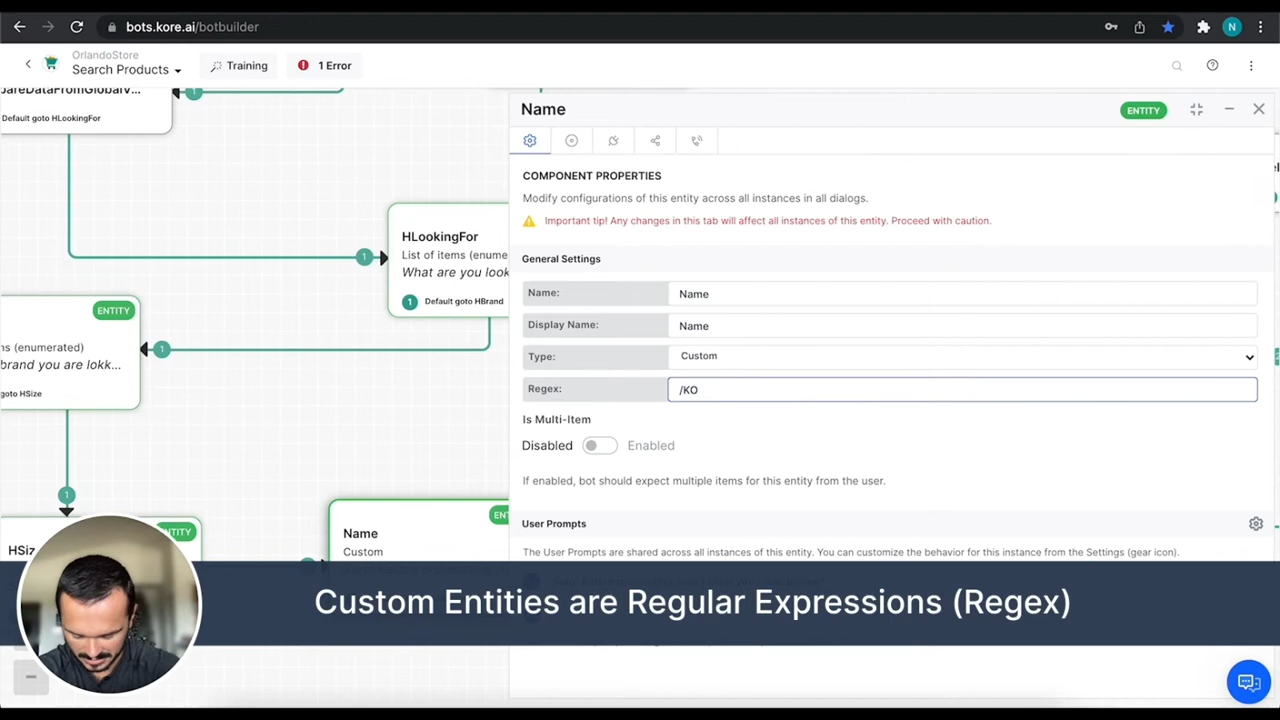 bots.kore.ai/botbuilder
N
OrlandoStore
Search Products
Training
1 Error
Default goto HLookingFor
1
HLookingFor
List of items (enume
What are you look
1 Default goto HBrand
1
ENTITY
ns (enumerated)
brand you are lokk...
goto HSize
1
1
HSiz
Name
Custom
Name
ENTITY
COMPONENT PROPERTIES
Modify configurations of this entity across all instances in all dialogs.
Important tip! Any changes in this tab will affect all instances of this entity. Proceed with caution.
General Settings
Name: Name
Display Name: Name
Type: Custom
Regex: /KO
Is Multi-Item
Disabled Enabled
If enabled, bot should expect multiple items for this entity from the user.
User Prompts
The User Prompts are shared across all instances of this entity. You can customize the behavior for this instance from the Settings (gear icon).
Custom Entities are Regular Expressions (Regex)